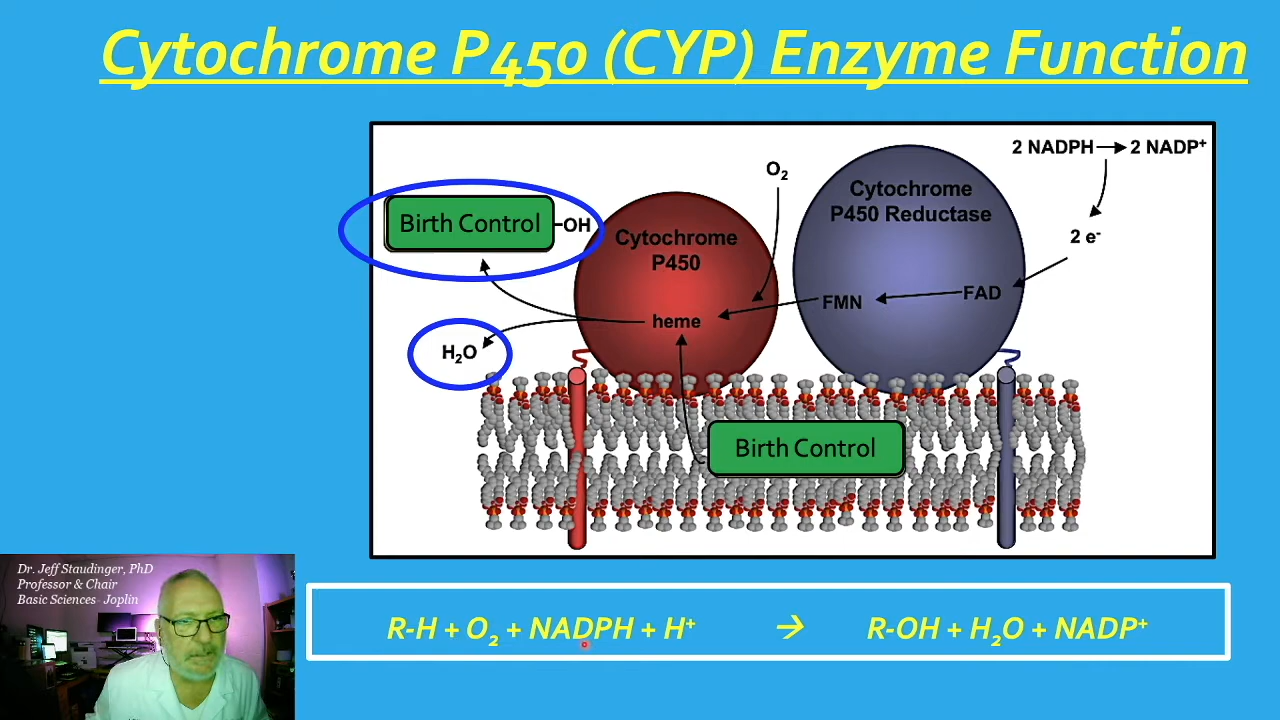 Cytochrome P450 (CYP) Enzyme Function
2 NADPH → 2 NADP⁺
O₂
Cytochrome
P450 Reductase
Birth Control
-OH
Cytochrome
P450
2 e⁻
FMN
FAD
heme
H₂O
Birth Control
Dr. Jeff Staudinger, PhD
Professor & Chair
Basic Sciences- Joplin
R-H + O₂ + NADPH + H⁺ → R-OH + H₂O + NADP⁺